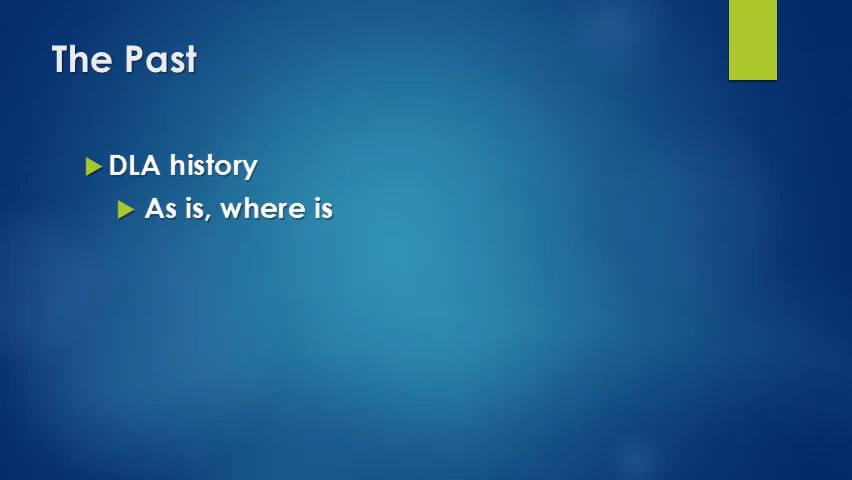 The Past
DLA history
As is, where is